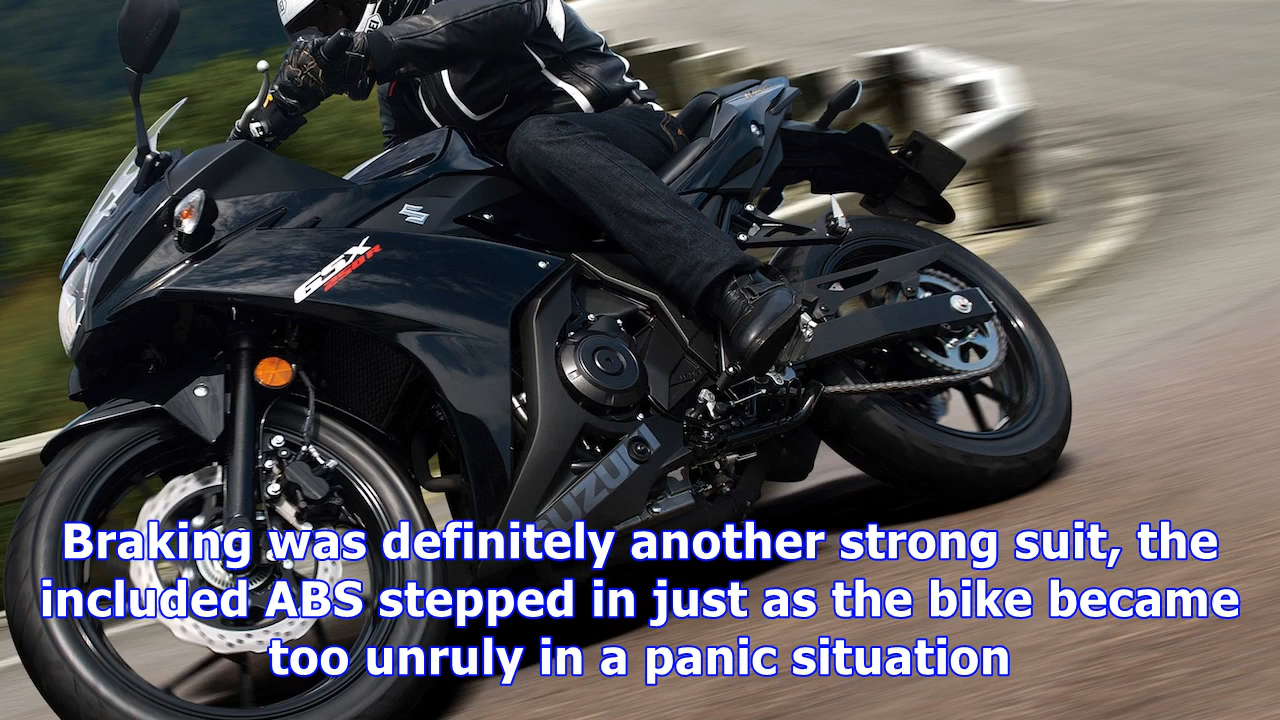 GSX
250R
SUZUKI
Braking was definitely another strong suit, the
included ABS stepped in just as the bike became
too unruly in a panic situation